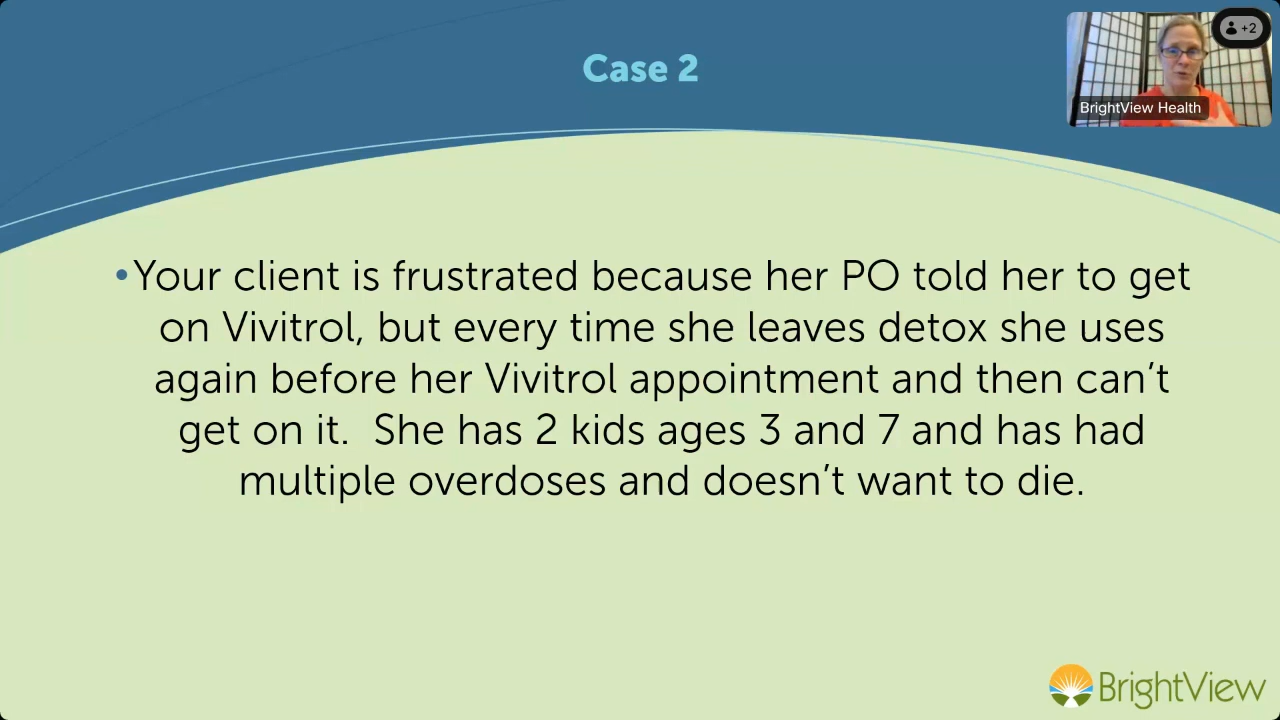 Case 2
+2
BrightView Health
•Your client is frustrated because her PO told her to get
on Vivitrol, but every time she leaves detox she uses
again before her Vivitrol appointment and then can’t
get on it.  She has 2 kids ages 3 and 7 and has had
multiple overdoses and doesn’t want to die.
BrightView